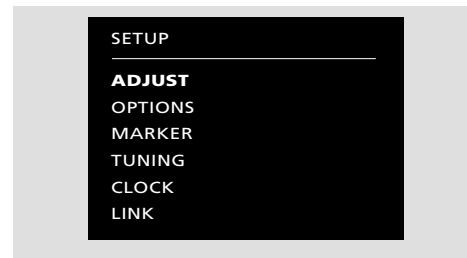 SETUP
ADJUST
OPTIONS
MARKER
TUNING
CLOCK
LINK